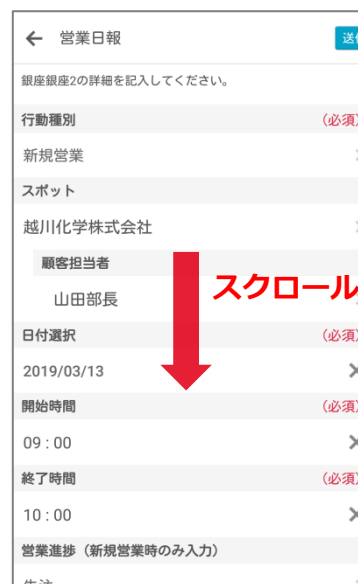 営業日報
銀座銀座2の詳細を記入してください。
行動種別 (必須)
新規営業
スポット
越川化学株式会社
顧客担当者
山田部長
スクロール
日付選択 (必須)
2019/03/13
開始時間 (必須)
09:00
終了時間 (必須)
10:00
営業進捗（新規営業時のみ入力）